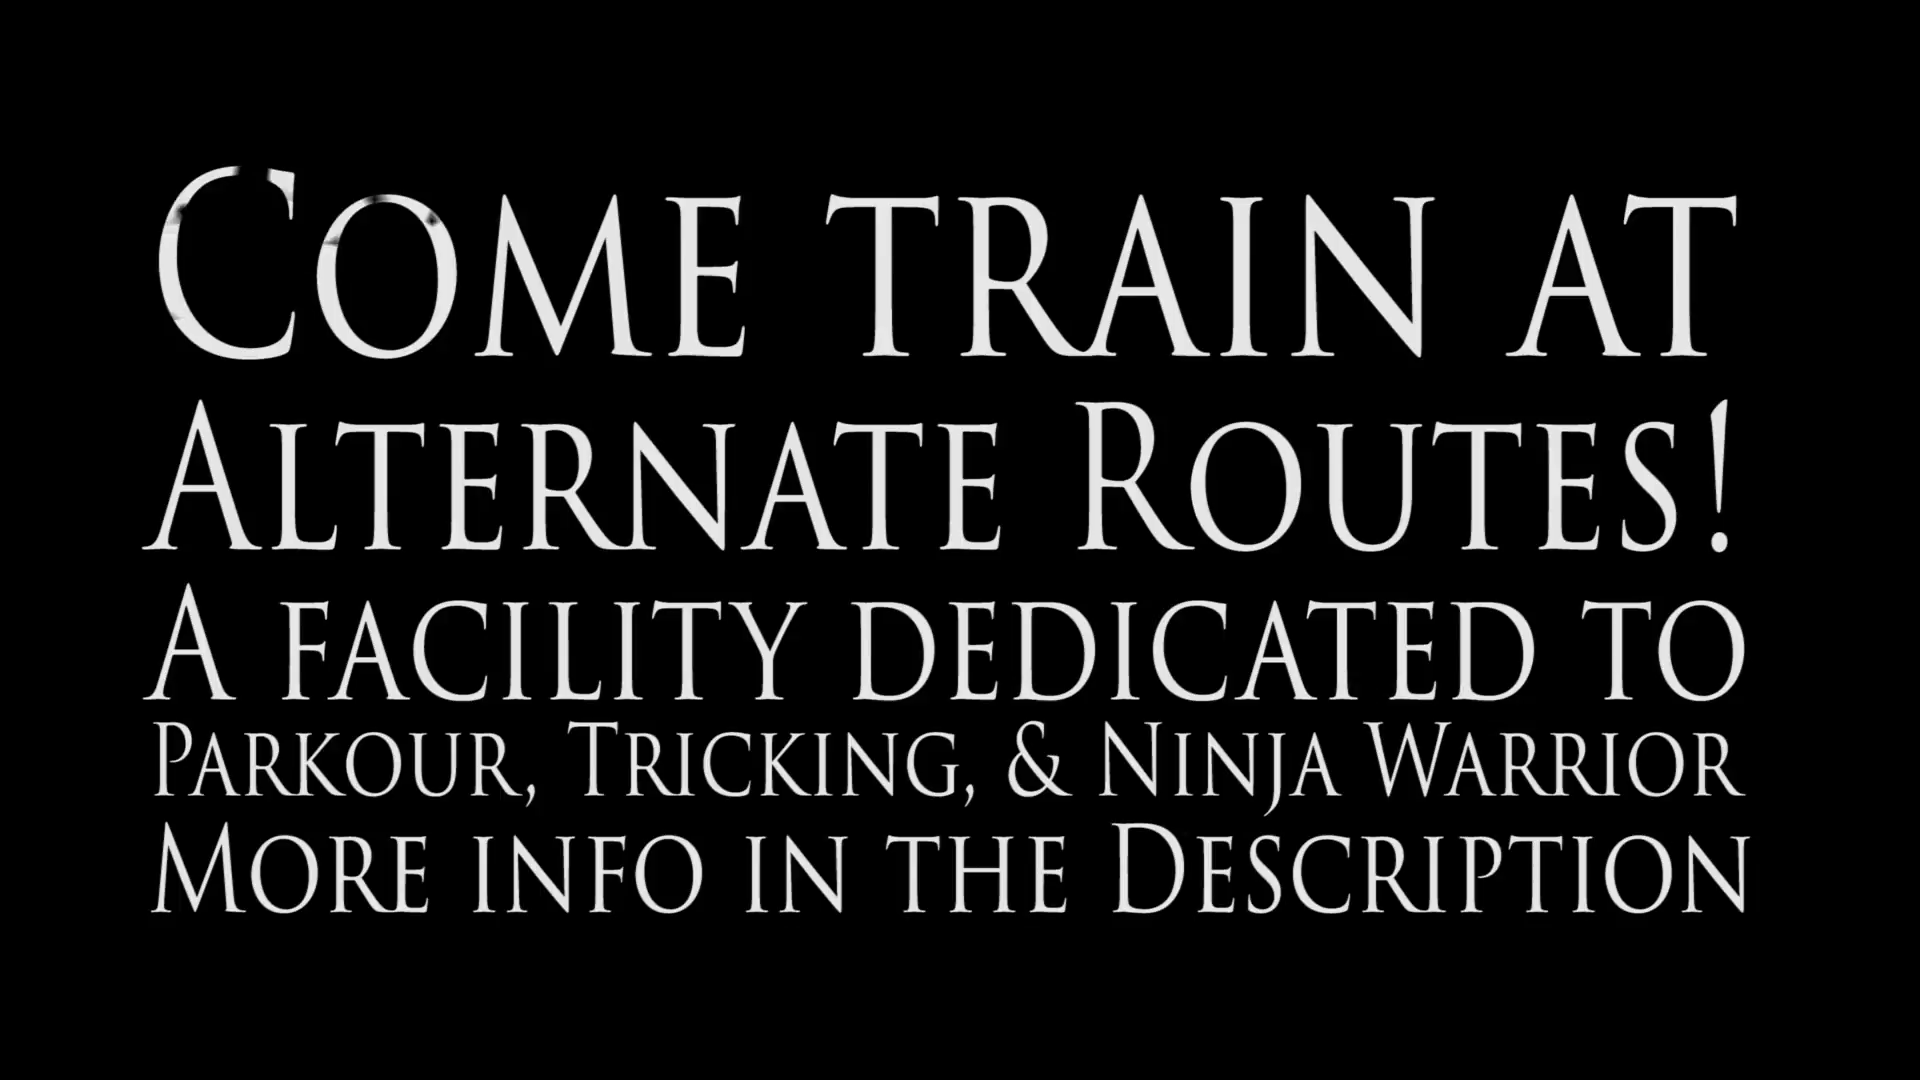 Come train at
Alternate Routes!
A facility dedicated to
Parkour, Tricking, & Ninja Warrior
More info in the Description